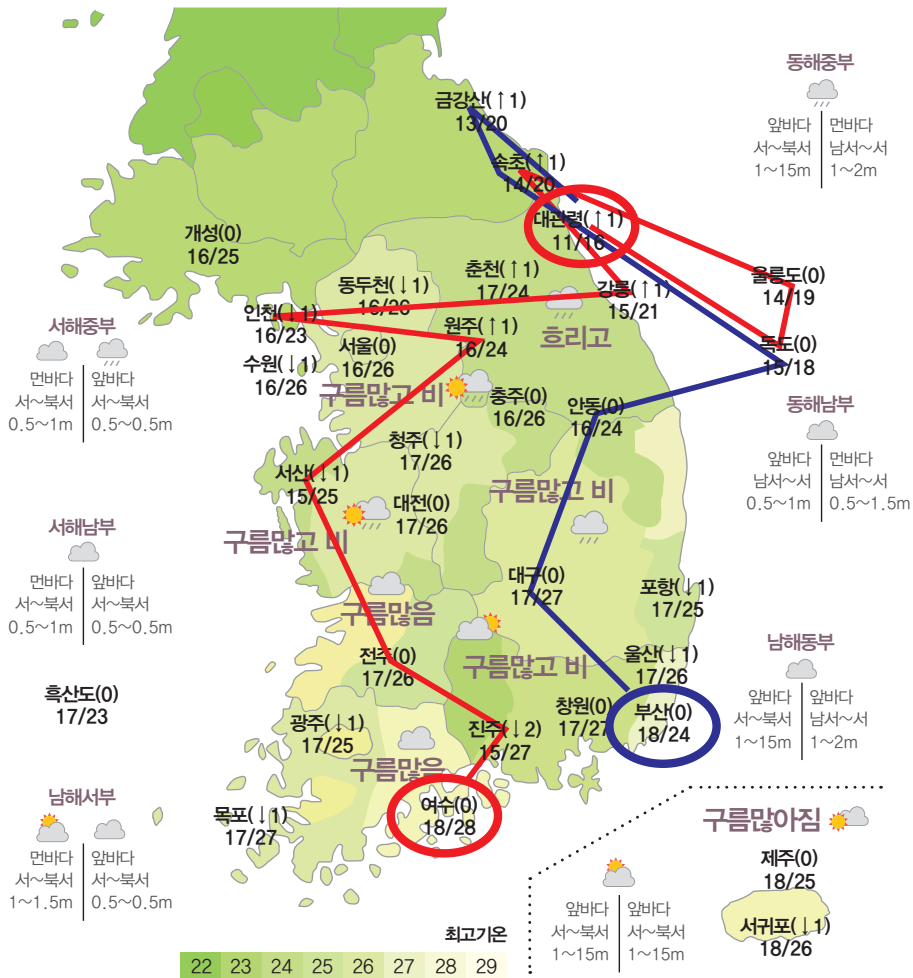 금강산(↑1)
13/20
속초(↑1)
14/20
대관령(↑1)
11/16
개성(0)
16/25
동두천(↓1)
16/26
춘천(↑1)
17/24
강릉(↑1)
15/21
울릉도(0)
14/19
독도(0)
15/18
인천(↓1)
16/23
서울(0)
16/26
수원(↓1)
16/26
원주(↑1)
16/24
흐리고
구름많고 비
충주(0)
16/26
안동(0)
16/24
청주(↓1)
17/26
서산(↓1)
15/25
대전(0)
17/26
구름많고 비
구름많고 비
대구(0)
17/27
포항(↓1)
17/25
구름많음
구름많고 비
전주(0)
17/26
울산(↓1)
17/26
흑산도(0)
17/23
광주(↓1)
17/25
진주(↓2)
15/27
창원(0)
17/27
부산(0)
18/24
구름많음
목포(↓1)
17/27
여수(0)
18/28
동해중부
앞바다 먼바다
서~북서 남서~서
1~15m 1~2m
서해중부
먼바다 앞바다
서~북서 서~북서
0.5~1m 0.5~0.5m
동해남부
앞바다 먼바다
남서~서 남서~서
0.5~1m 0.5~1.5m
서해남부
먼바다 앞바다
서~북서 서~북서
0.5~1m 0.5~0.5m
남해동부
앞바다 앞바다
서~북서 남서~서
1~15m 1~2m
남해서부
먼바다 앞바다
서~북서 서~북서
1~1.5m 0.5~0.5m
구름많아짐
제주(0)
18/25
서귀포(↓1)
18/26
앞바다 앞바다
서~북서 서~북서
1~15m 1~15m
최고기온
22 23 24 25 26 27 28 29